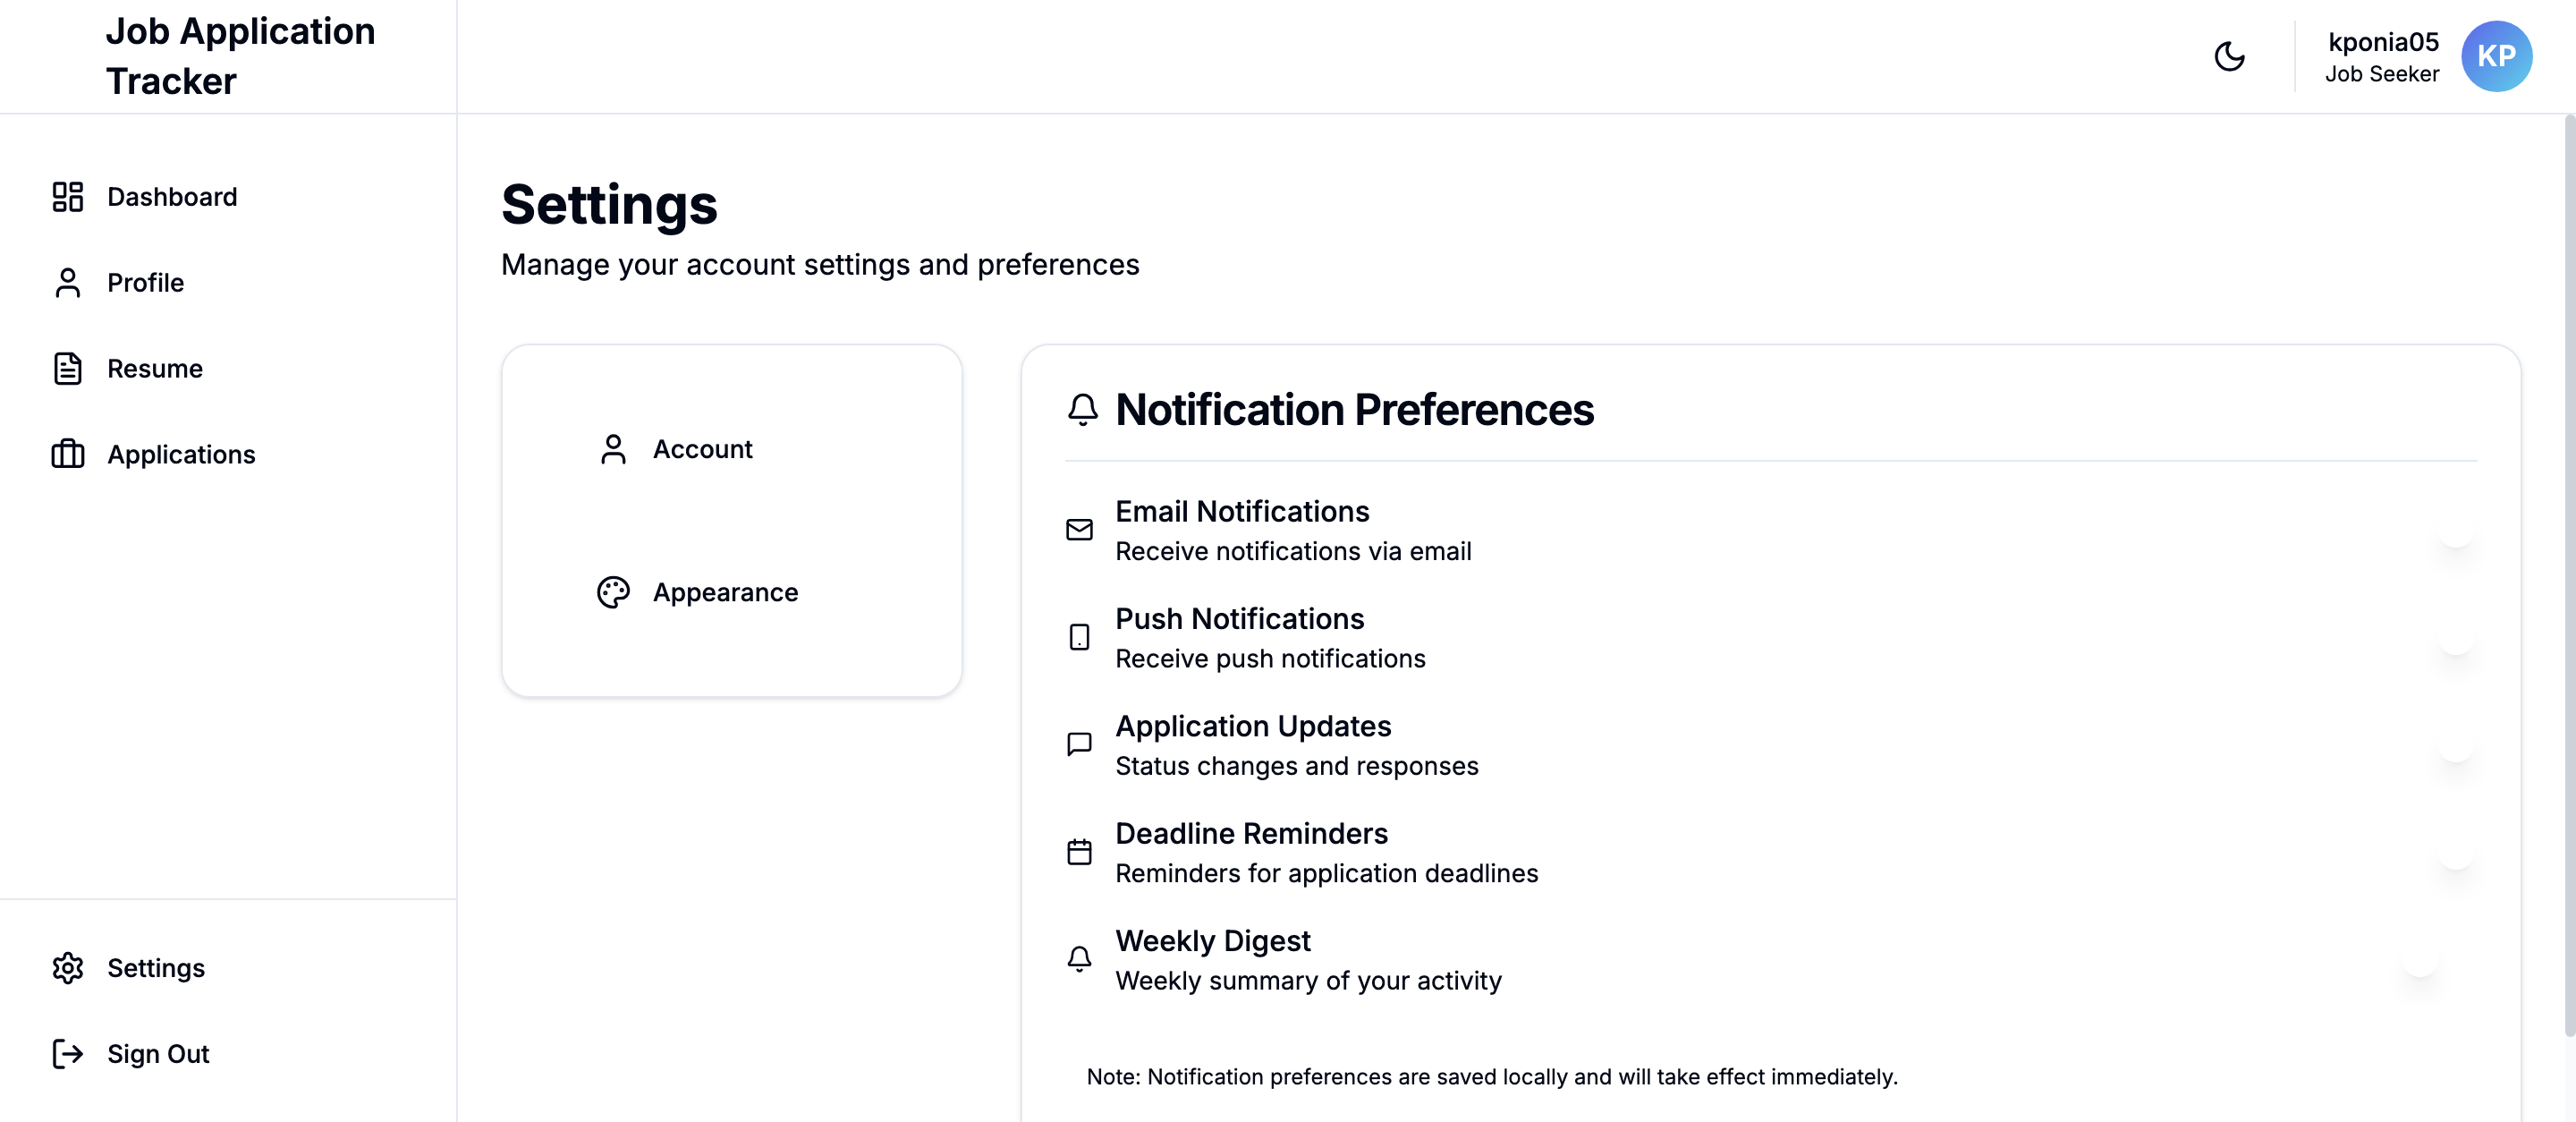 Job Application
Tracker
kponia05
Job Seeker
KP
Dashboard
Profile
Resume
Applications
Settings
Sign Out
Settings
Manage your account settings and preferences
Account
Appearance
Notification Preferences
Email Notifications
Receive notifications via email
Push Notifications
Receive push notifications
Application Updates
Status changes and responses
Deadline Reminders
Reminders for application deadlines
Weekly Digest
Weekly summary of your activity
Note: Notification preferences are saved locally and will take effect immediately.